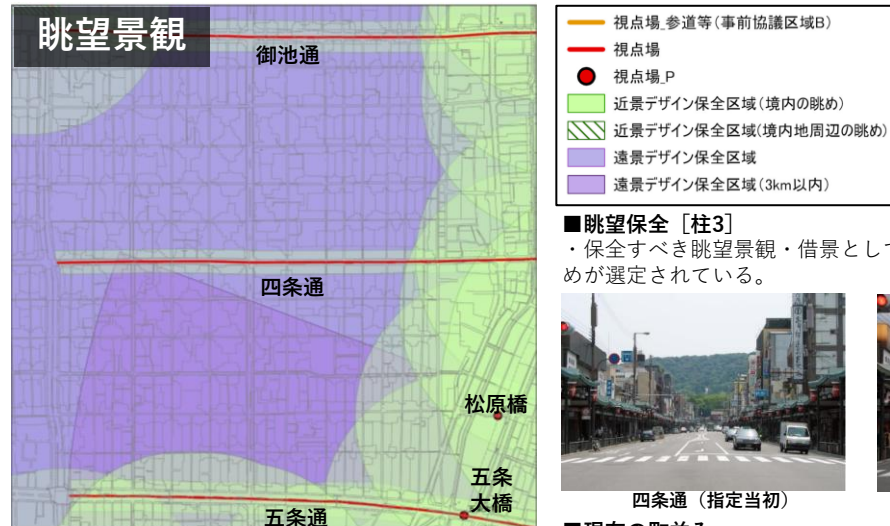 眺望景観
御池通
四条通
松原橋
五条
大橋
五条通
視点場_参道等(事前協議区域B)
視点場
視点場_P
近景デザイン保全区域(境内の眺め)
近景デザイン保全区域(境内地周辺の眺め)
遠景デザイン保全区域
遠景デザイン保全区域(3km以内)
■眺望保全［柱3］
・保全すべき眺望景観・借景として
めが選定されている。
四条通（指定当初）